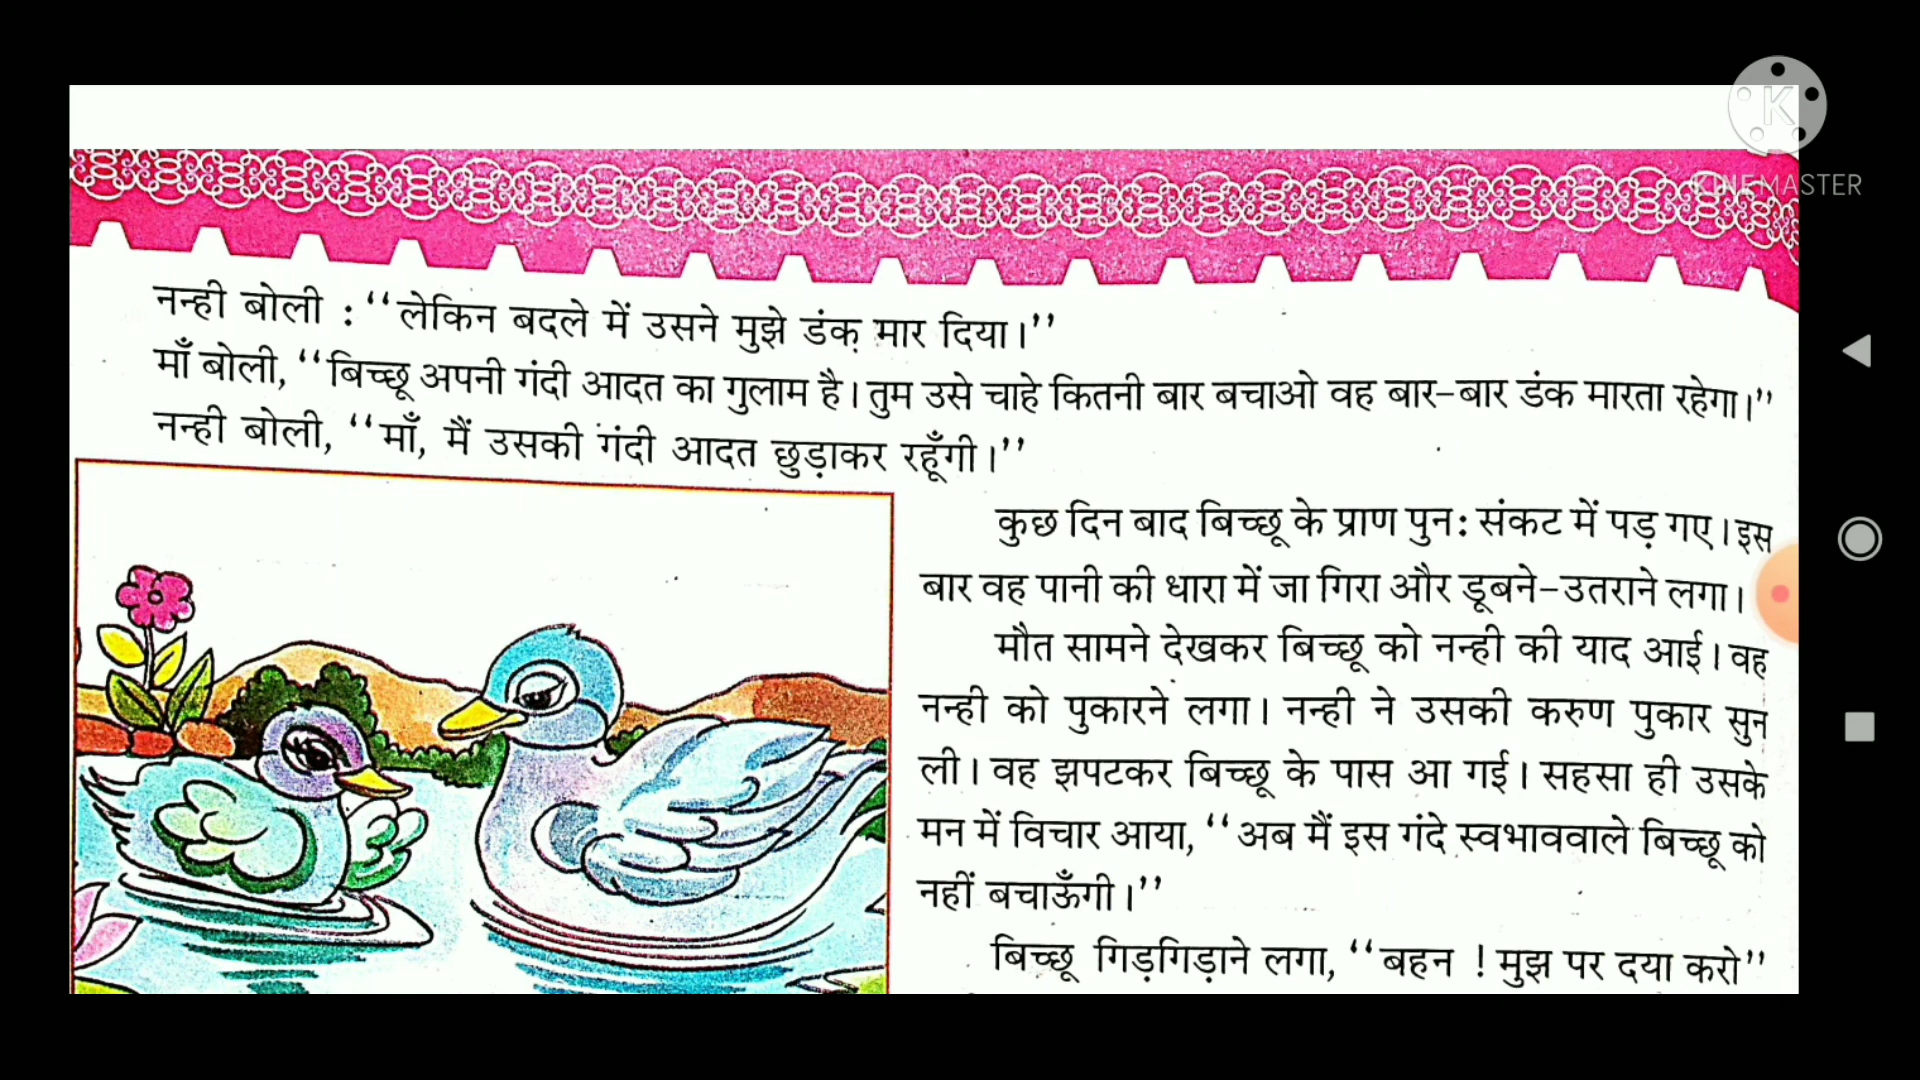 KINEMASTER
नन्ही बोली : ‘‘लेकिन बदले में उसने मुझे डंक मार दिया।’’
माँ बोली, ‘‘बिच्छू अपनी गंदी आदत का गुलाम है। तुम उसे चाहे कितनी बार बचाओ वह बार-बार डंक मारता रहेगा।’’
नन्ही बोली, ‘‘माँ, मैं उसकी गंदी आदत छुड़ाकर रहूँगी।’’
कुछ दिन बाद बिच्छू के प्राण पुन: संकट में पड़ गए। इस
बार वह पानी की धारा में जा गिरा और डूबने-उतराने लगा।
मौत सामने देखकर बिच्छू को नन्ही की याद आई। वह
नन्ही को पुकारने लगा। नन्ही ने उसकी करुण पुकार सुन
ली। वह झपटकर बिच्छू के पास आ गई। सहसा ही उसके
मन में विचार आया, ‘‘अब मैं इस गंदे स्वभाववाले बिच्छू को
नहीं बचाऊँगी।’’
बिच्छू गिड़गिड़ाने लगा, ‘‘बहन ! मुझ पर दया करो’’